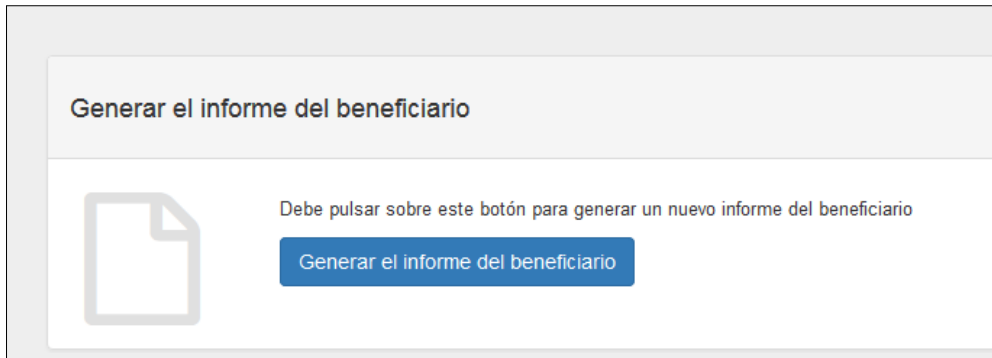 Generar el informe del beneficiario
Debe pulsar sobre este botón para generar un nuevo informe del beneficiario
Generar el informe del beneficiario